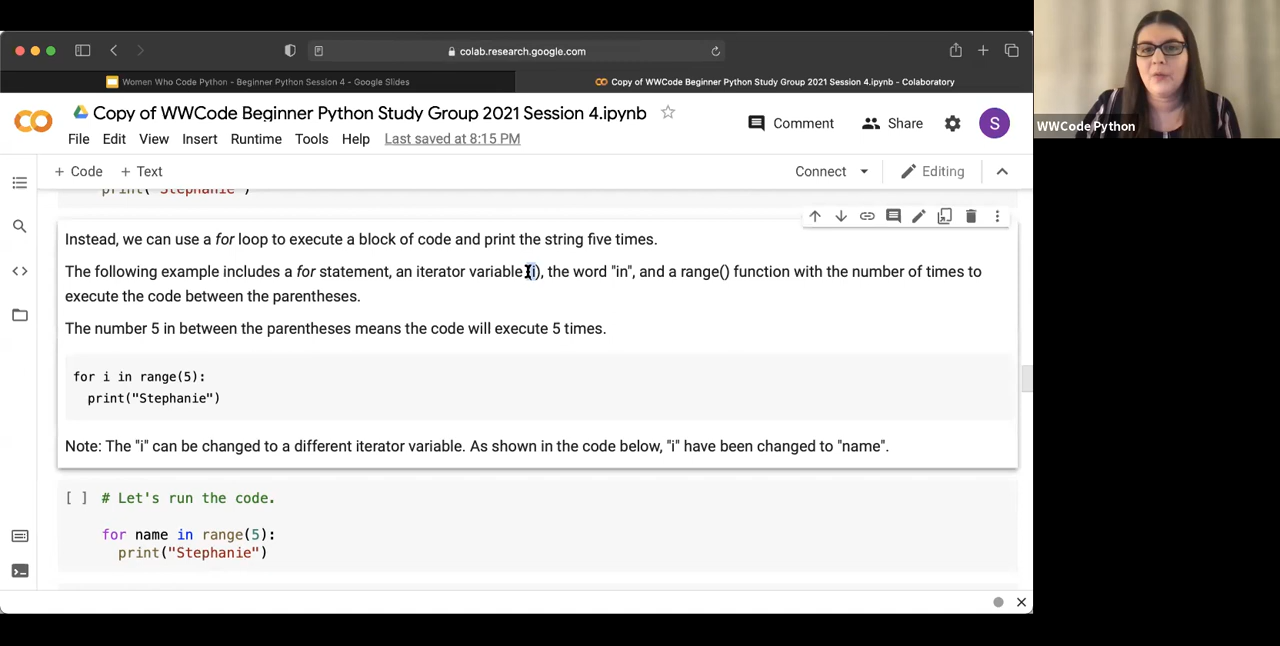 colab.research.google.com
Women Who Code Python - Beginner Python Session 4 - Google Slides
Copy of WWCode Beginner Python Study Group 2021 Session 4.ipynb - Colaboratory
WWCode Python
Copy of WWCode Beginner Python Study Group 2021 Session 4.ipynb
Comment
Share
S
File Edit View Insert Runtime Tools Help Last saved at 8:15 PM
+ Code + Text
Connect
Editing
print("Stephanie")
Instead, we can use a for loop to execute a block of code and print the string five times.
The following example includes a for statement, an iterator variable (i), the word "in", and a range() function with the number of times to
execute the code between the parentheses.
The number 5 in between the parentheses means the code will execute 5 times.
for i in range(5):
print("Stephanie")
Note: The "i" can be changed to a different iterator variable. As shown in the code below, "i" have been changed to "name".
[ ] # Let's run the code.
for name in range(5):
print("Stephanie")